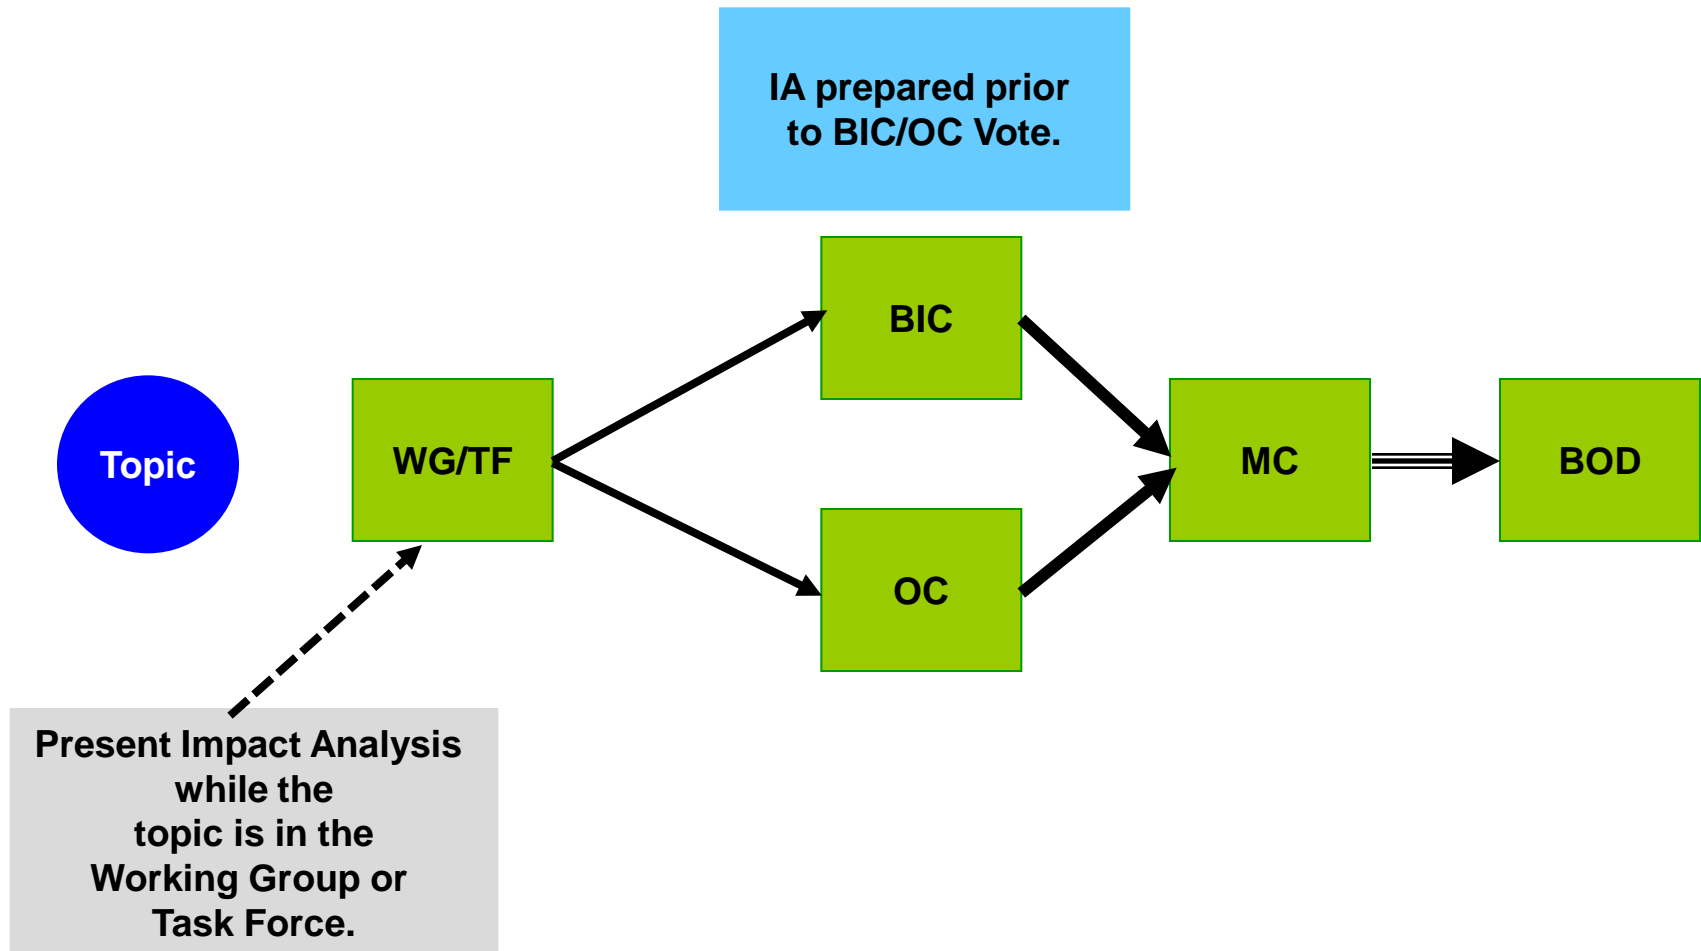 IA prepared prior
to BIC/OC Vote.
BIC
Topic
WG/TF
MC
BOD
OC
Present Impact Analysis
while the
topic is in the
Working Group or
Task Force.